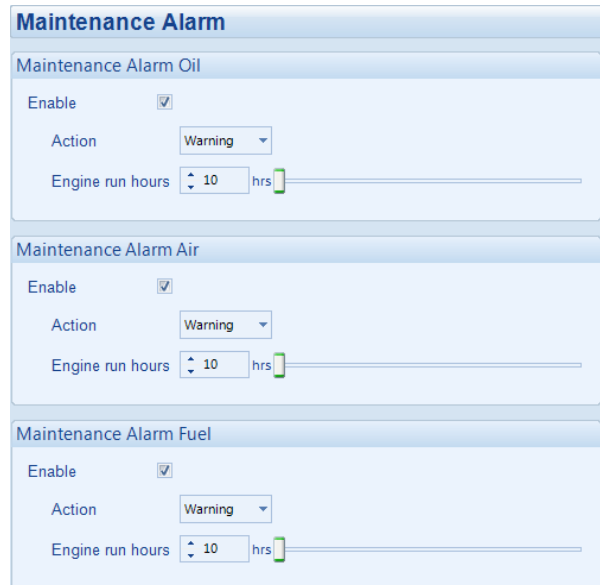 Maintenance Alarm
Maintenance Alarm Oil
Enable
Action Warning
Engine run hours 10 hrs
Maintenance Alarm Air
Enable
Action Warning
Engine run hours 10 hrs
Maintenance Alarm Fuel
Enable
Action Warning
Engine run hours 10 hrs